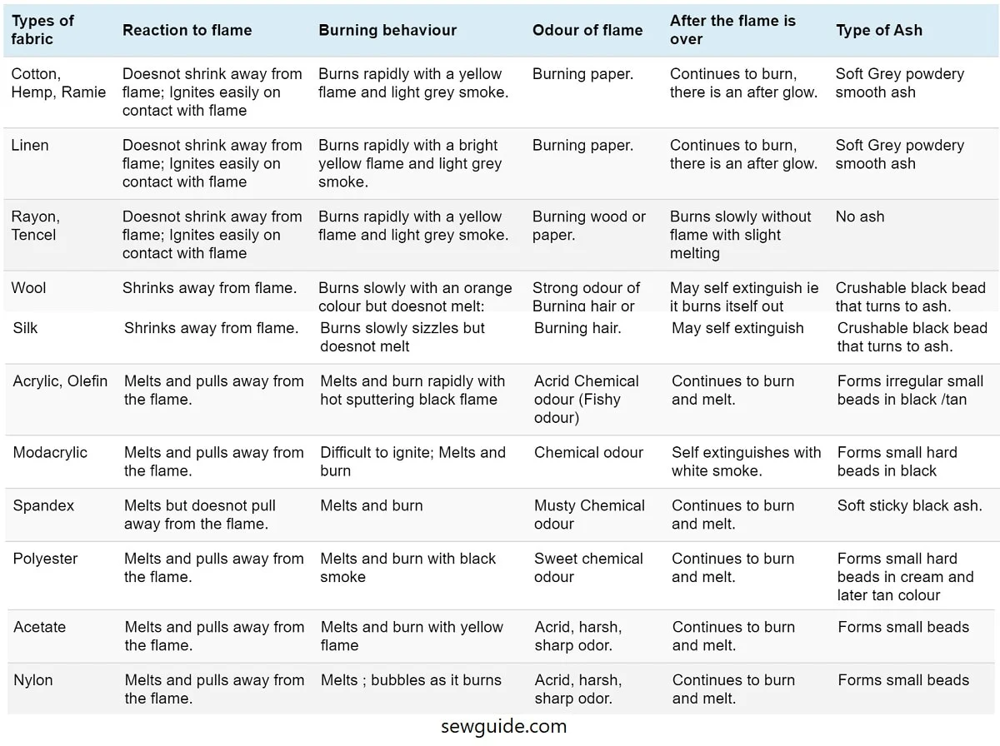 Types of fabric	Reaction to flame	Burning behaviour	Odour of flame	After the flame is over	Type of Ash
Cotton, Hemp, Ramie	Doesnot shrink away from flame; Ignites easily on contact with flame	Burns rapidly with a yellow flame and light grey smoke.	Burning paper.	Continues to burn, there is an after glow.	Soft Grey powdery smooth ash
Linen	Doesnot shrink away from flame; Ignites easily on contact with flame	Burns rapidly with a bright yellow flame and light grey smoke.	Burning paper.	Continues to burn, there is an after glow.	Soft Grey powdery smooth ash
Rayon, Tencel	Doesnot shrink away from flame; Ignites easily on contact with flame	Burns rapidly with a yellow flame and light grey smoke.	Burning wood or paper.	Burns slowly without flame with slight melting	No ash
Wool	Shrinks away from flame.	Burns slowly with an orange colour but doesnot melt:	Strong odour of Burning hair or	May self extinguish ie it burns itself out	Crushable black bead that turns to ash.
Silk	Shrinks away from flame.	Burns slowly sizzles but doesnot melt	Burning hair.	May self extinguish	Crushable black bead that turns to ash.
Acrylic, Olefin	Melts and pulls away from the flame.	Melts and burn rapidly with hot sputtering black flame	Acrid Chemical odour (Fishy odour)	Continues to burn and melt.	Forms irregular small beads in black /tan
Modacrylic	Melts and pulls away from the flame.	Difficult to ignite; Melts and burn	Chemical odour	Self extinguishes with white smoke.	Forms small hard beads in black
Spandex	Melts but doesnot pull away from the flame.	Melts and burn	Musty Chemical odour	Continues to burn and melt.	Soft sticky black ash.
Polyester	Melts and pulls away from the flame.	Melts and burn with black smoke	Sweet chemical odour	Continues to burn and melt.	Forms small hard beads in cream and later tan colour
Acetate	Melts and pulls away from the flame.	Melts and burn with yellow flame	Acrid, harsh, sharp odor.	Continues to burn and melt.	Forms small beads
Nylon	Melts and pulls away from the flame.	Melts ; bubbles as it burns	Acrid, harsh, sharp odor.	Continues to burn and melt.	Forms small beads
sewguide.com